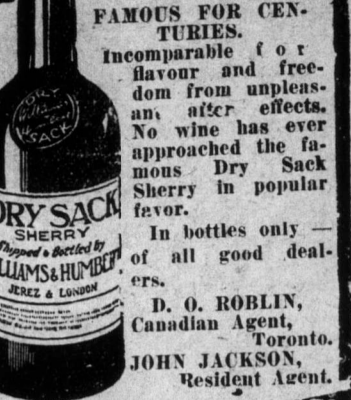 DRY
SACK
DRY SACK
SHERRY
Shipped & Bottled by
LLIAMS & HUMBERT
JEREZ & LONDON
FAMOUS FOR CEN-
TURIES.
Incomparable for
flavour and free-
dom from unpleas-
ant after effects.
No wine has ever
approached the fa-
mous Dry Sack
Sherry in popular
favor.
In bottles only —
of all good deal-
ers.
D. O. ROBLIN,
Canadian Agent,
Toronto.
JOHN JACKSON,
Resident Agent.